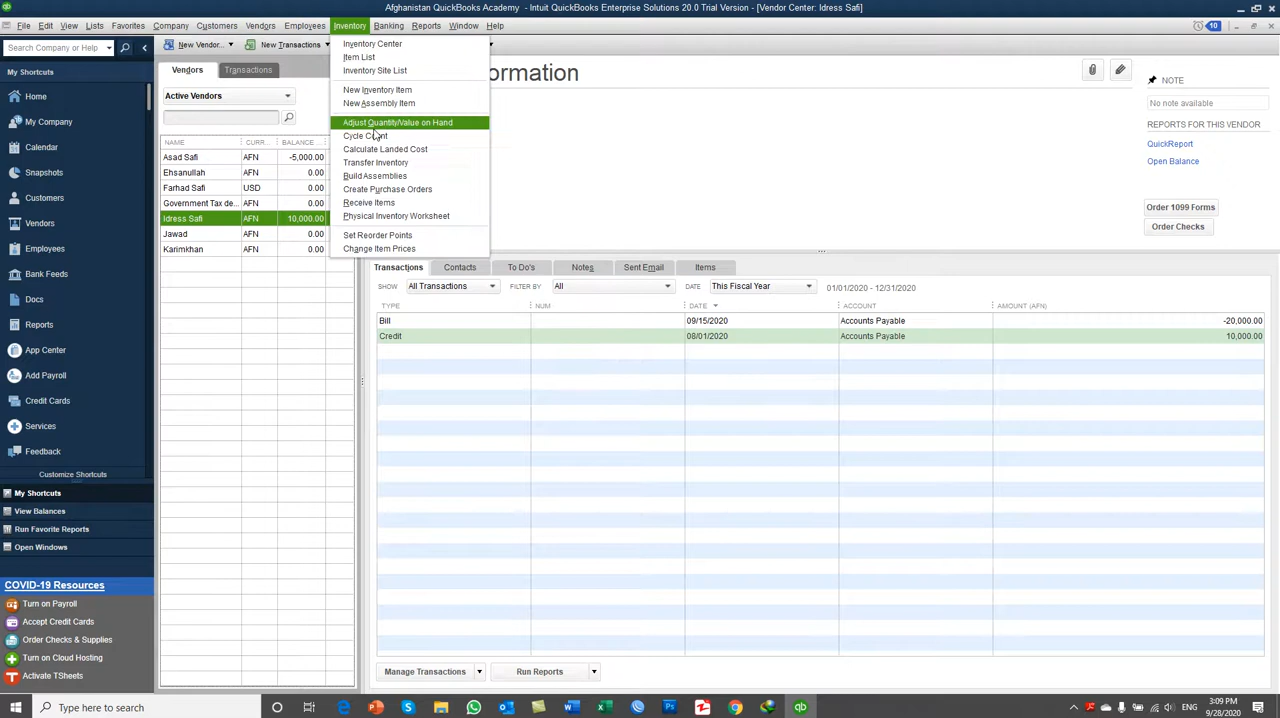 Afghanistan QuickBooks Academy - Intuit QuickBooks Enterprise Solutions 20.0 Trial Version - [Vendor Center: Idress Safi]
File Edit View Lists Favorites Company Customers Vendors Employees Inventory Banking Reports Window Help
10
Search Company or Help
New Vendor...
New Transactions
My Shortcuts
Home
My Company
Calendar
Snapshots
Customers
Vendors
Employees
Bank Feeds
Docs
Reports
App Center
Add Payroll
Credit Cards
Services
Feedback
Customize Shortcuts
My Shortcuts
View Balances
Run Favorite Reports
Open Windows
COVID-19 Resources
Turn on Payroll
Accept Credit Cards
Order Checks & Supplies
Turn on Cloud Hosting
Activate TSheets
Vendors
Transactions
Active Vendors
NAME CURR... BALANCE ...
Asad Safi AFN -5,000.00
Ehsanullah AFN 0.00
Farhad Safi USD 0.00
Government Tax de... AFN 0.00
Idress Safi AFN 10,000.00
Jawad AFN 0.00
Karimkhan AFN 0.00
Inventory Center
Item List
Inventory Site List
New Inventory Item
New Assembly Item
Adjust Quantity/Value on Hand
Cycle Count
Calculate Landed Cost
Transfer Inventory
Build Assemblies
Create Purchase Orders
Receive Items
Physical Inventory Worksheet
Set Reorder Points
Change Item Prices
ormation
NOTE
No note available
REPORTS FOR THIS VENDOR
QuickReport
Open Balance
Order 1099 Forms
Order Checks
Transactions Contacts To Do's Notes Sent Email Items
SHOW All Transactions FILTER BY All DATE This Fiscal Year 01/01/2020 - 12/31/2020
TYPE NUM DATE ACCOUNT AMOUNT (AFN)
Bill 09/15/2020 Accounts Payable -20,000.00
Credit 08/01/2020 Accounts Payable 10,000.00
Manage Transactions
Run Reports
Type here to search
ENG
3:09 PM
9/28/2020